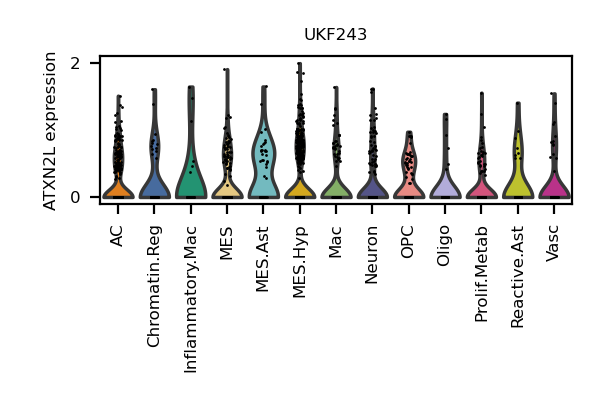 UKF243
ATXN2L expression
2
0
AC
Chromatin.Reg
Inflammatory.Mac
MES
MES.Ast
MES.Hyp
Mac
Neuron
OPC
Oligo
Prolif.Metab
Reactive.Ast
Vasc